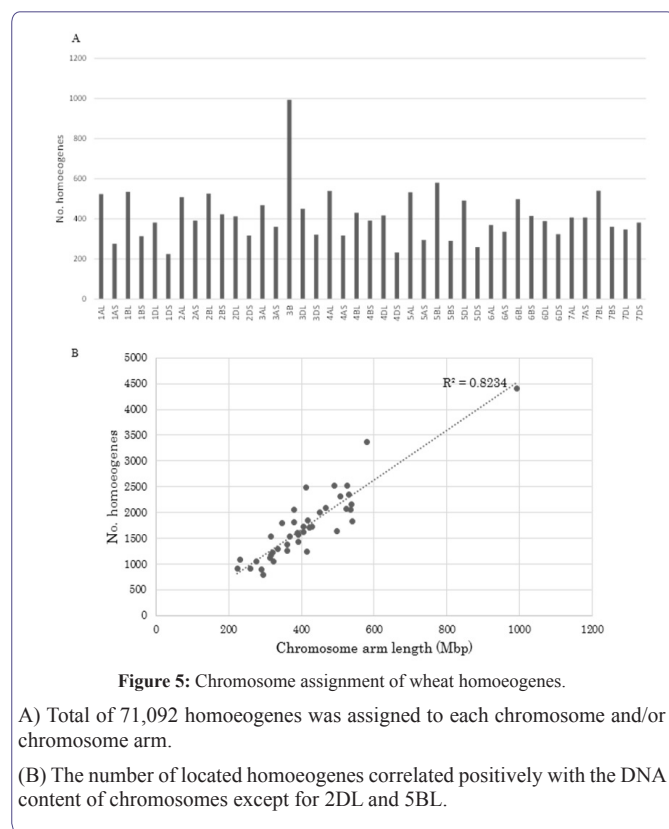 A
No. homoeogenes
1200
1000
800
600
400
200
0
1AL 1AS 1BL 1BS 1DL 1DS 2AL 2AS 2BL 2BS 2DL 2DS 3AL 3AS 3B 3DL 3DS 4AL 4AS 4BL 4BS 4DL 4DS 5AL 5AS 5BL 5BS 5DL 5DS 6AL 6AS 6BL 6BS 6DL 6DS 7AL 7AS 7BL 7BS 7DL 7DS
B
No. homoeogenes
5000
4500
4000
3500
3000
2500
2000
1500
1000
500
0
R² = 0.8234
0 200 400 600 800 1000 1200
Chromosome arm length (Mbp)
Figure 5: Chromosome assignment of wheat homoeogenes.
A) Total of 71,092 homoeogenes was assigned to each chromosome and/or
chromosome arm.
(B) The number of located homoeogenes correlated positively with the DNA
content of chromosomes except for 2DL and 5BL.